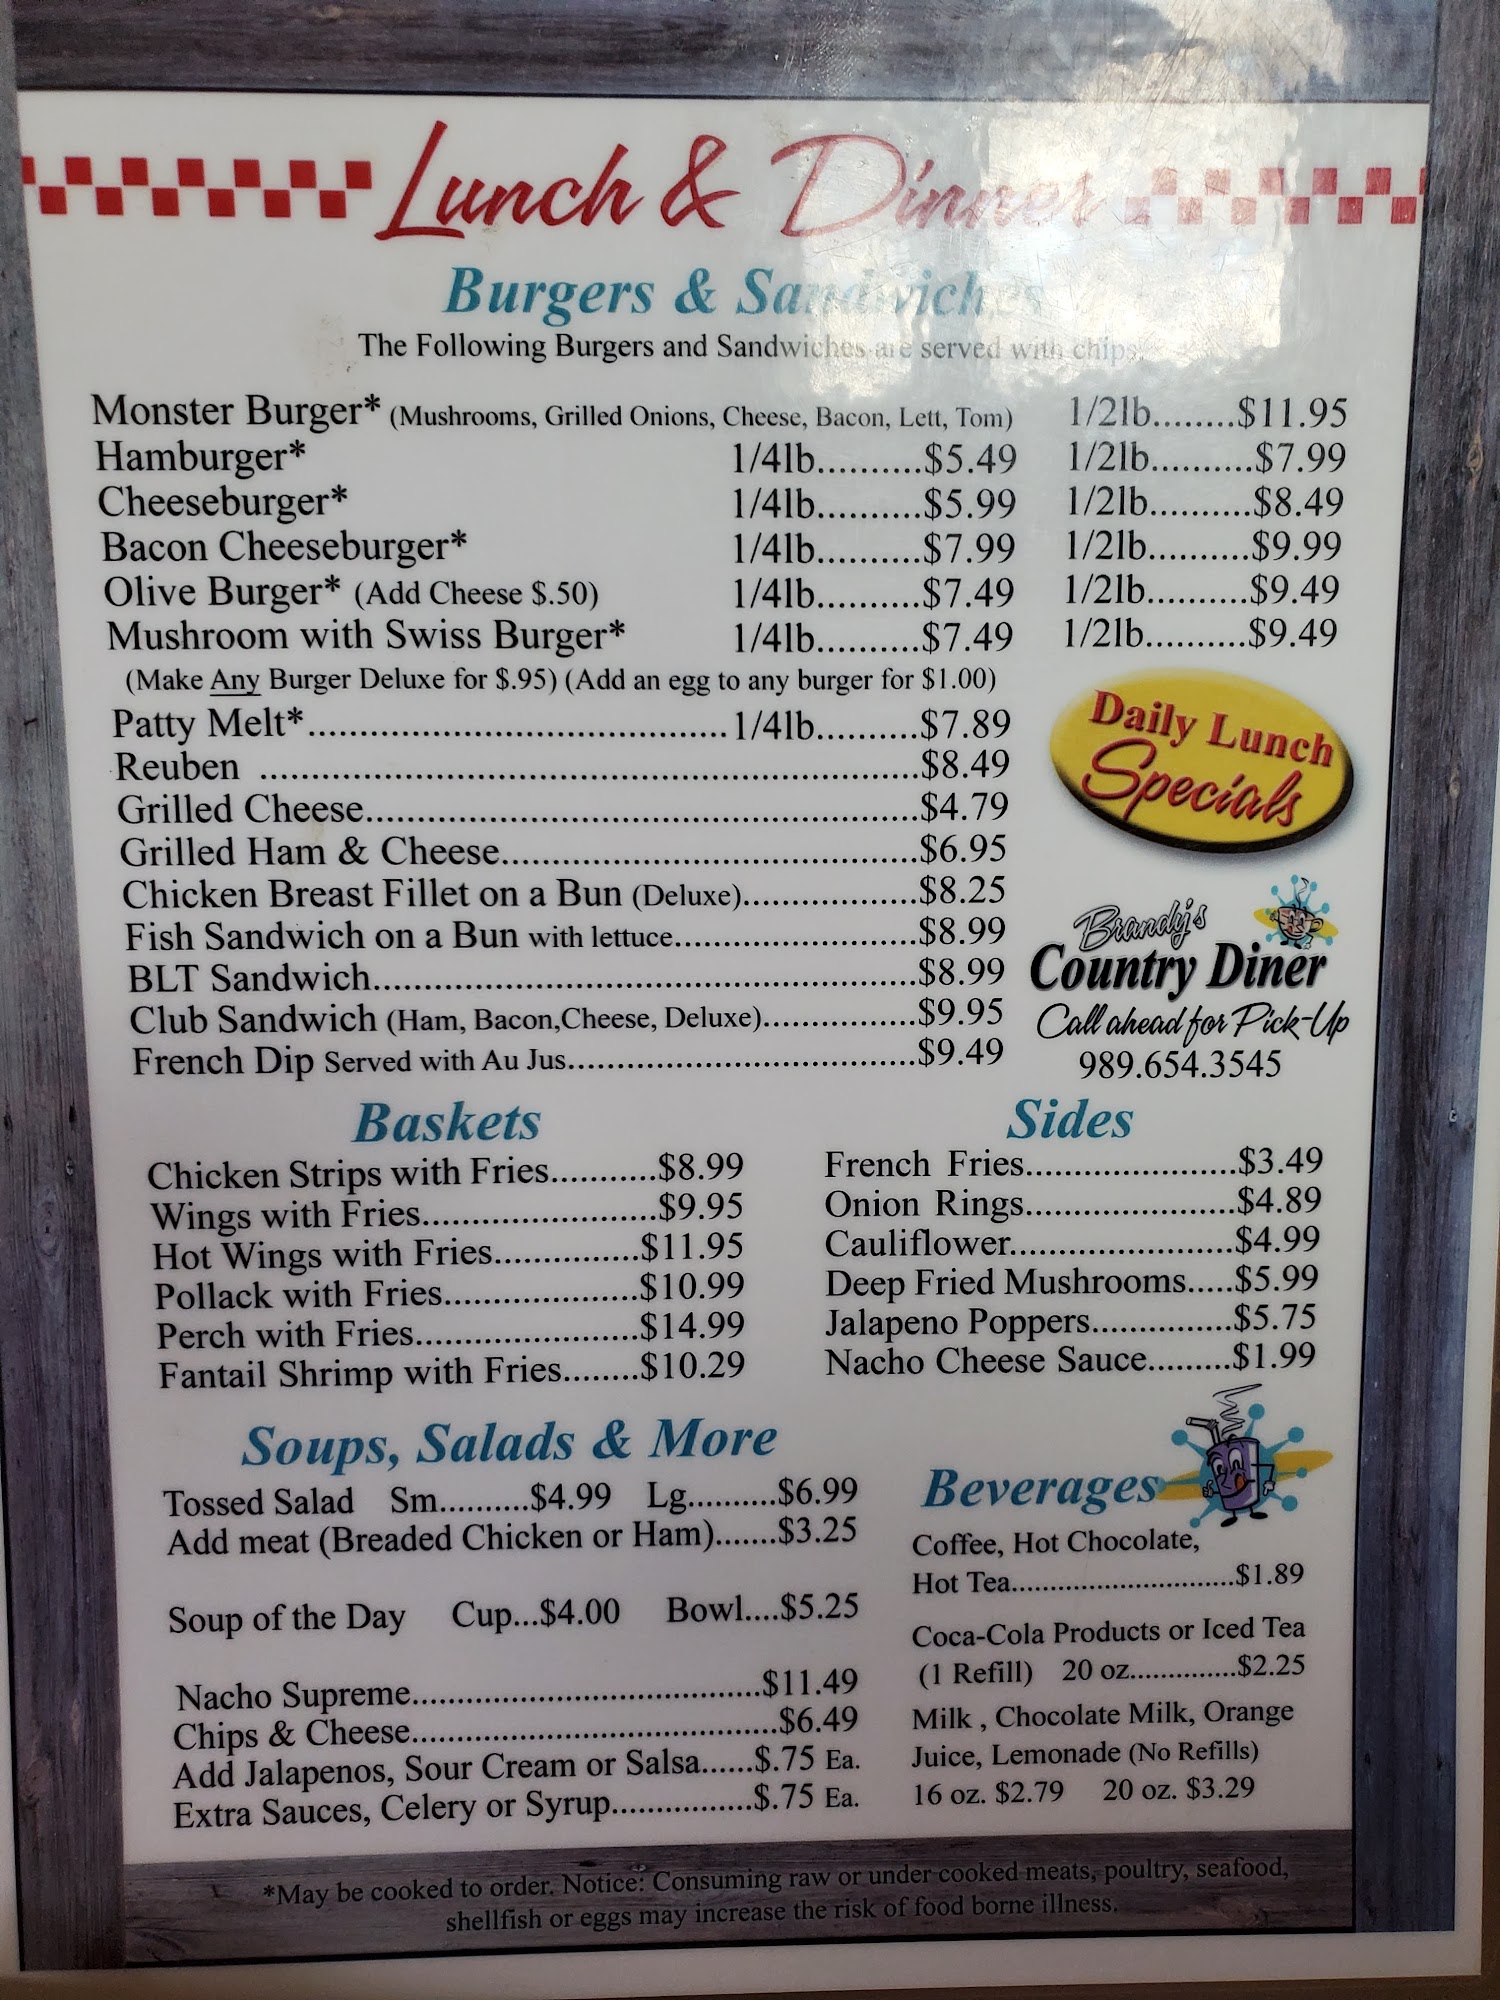 Lunch & Dinner
Burgers & Sandwiches
The Following Burgers and Sandwiches are served with chips.
Monster Burger* (Mushrooms, Grilled Onions, Cheese, Bacon, Lett, Tom) 1/2lb........$11.95
Hamburger* 1/4lb..........$5.49 1/2lb..........$7.99
Cheeseburger* 1/4lb..........$5.99 1/2lb..........$8.49
Bacon Cheeseburger* 1/4lb..........$7.99 1/2lb..........$9.99
Olive Burger* (Add Cheese $.50) 1/4lb..........$7.49 1/2lb..........$9.49
Mushroom with Swiss Burger* 1/4lb..........$7.49 1/2lb..........$9.49
(Make Any Burger Deluxe for $.95) (Add an egg to any burger for $1.00)
Patty Melt*........................................1/4lb..........$7.89
Reuben ................................................................$8.49
Grilled Cheese.....................................................$4.79
Grilled Ham & Cheese........................................$6.95
Chicken Breast Fillet on a Bun (Deluxe).................$8.25
Fish Sandwich on a Bun with lettuce.......................$8.99
BLT Sandwich.....................................................$8.99
Club Sandwich (Ham, Bacon,Cheese, Deluxe)...............$9.95
French Dip Served with Au Jus..................................$9.49
Daily Lunch
Specials
Brandy's
Country Diner
Call ahead for Pick-Up
989.654.3545
Baskets
Chicken Strips with Fries...........$8.99
Wings with Fries.........................$9.95
Hot Wings with Fries...............$11.95
Pollack with Fries.....................$10.99
Perch with Fries........................$14.99
Fantail Shrimp with Fries........$10.29
Sides
French Fries.......................$3.49
Onion Rings.......................$4.89
Cauliflower........................$4.99
Deep Fried Mushrooms.....$5.99
Jalapeno Poppers...............$5.75
Nacho Cheese Sauce.........$1.99
Soups, Salads & More
Tossed Salad Sm..........$4.99 Lg..........$6.99
Add meat (Breaded Chicken or Ham).......$3.25
Soup of the Day Cup...$4.00 Bowl....$5.25
Nacho Supreme.....................................$11.49
Chips & Cheese.......................................$6.49
Add Jalapenos, Sour Cream or Salsa......$.75 Ea.
Extra Sauces, Celery or Syrup................$.75 Ea.
Beverages
Coffee, Hot Chocolate,
Hot Tea.............................$1.89
Coca-Cola Products or Iced Tea
(1 Refill) 20 oz..............$2.25
Milk , Chocolate Milk, Orange
Juice, Lemonade (No Refills)
16 oz. $2.79 20 oz. $3.29
*May be cooked to order. Notice: Consuming raw or under cooked meats, poultry, seafood,
shellfish or eggs may increase the risk of food borne illness.